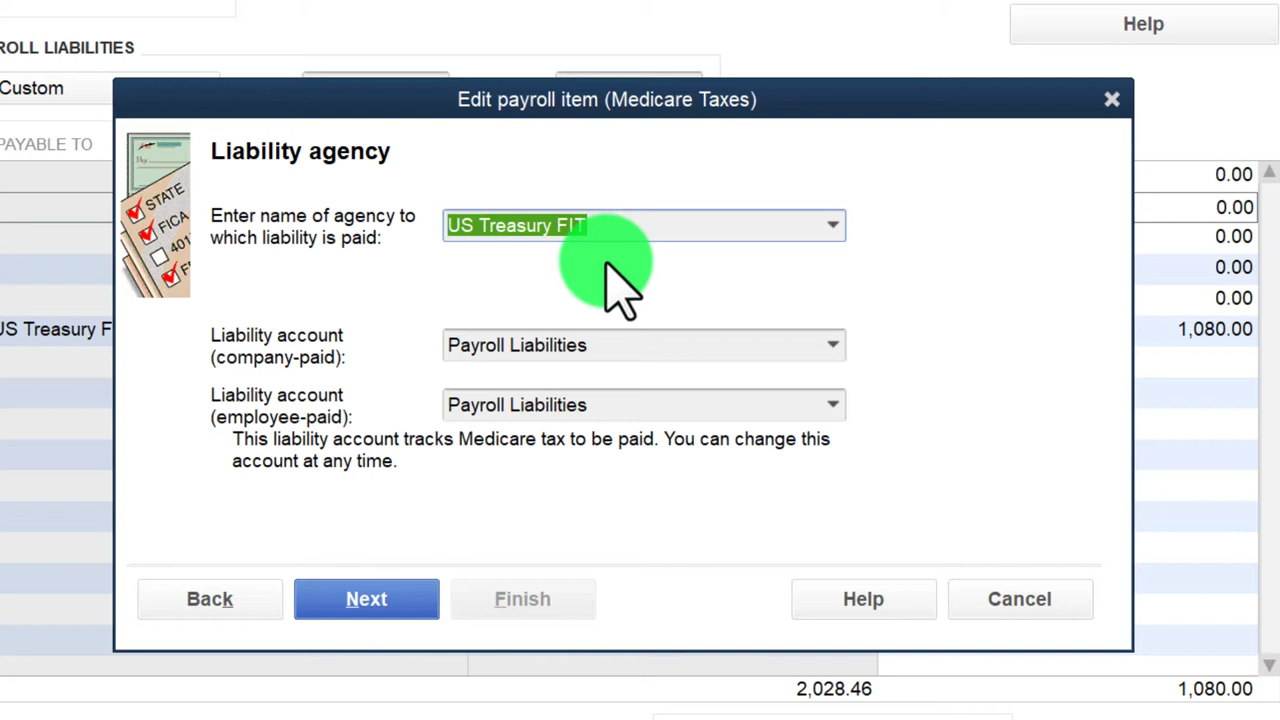 Help
ROLL LIABILITIES
Custom
Edit payroll item (Medicare Taxes)
PAYABLE TO
Liability agency
0.00
STATE
FICA
Enter name of agency to
which liability is paid:
US Treasury FIT
0.00
0.00
0.00
0.00
US Treasury F
1,080.00
Liability account
(company-paid):
Payroll Liabilities
Liability account
(employee-paid):
Payroll Liabilities
This liability account tracks Medicare tax to be paid. You can change this
account at any time.
Back
Next
Finish
Help
Cancel
2,028.46
1,080.00